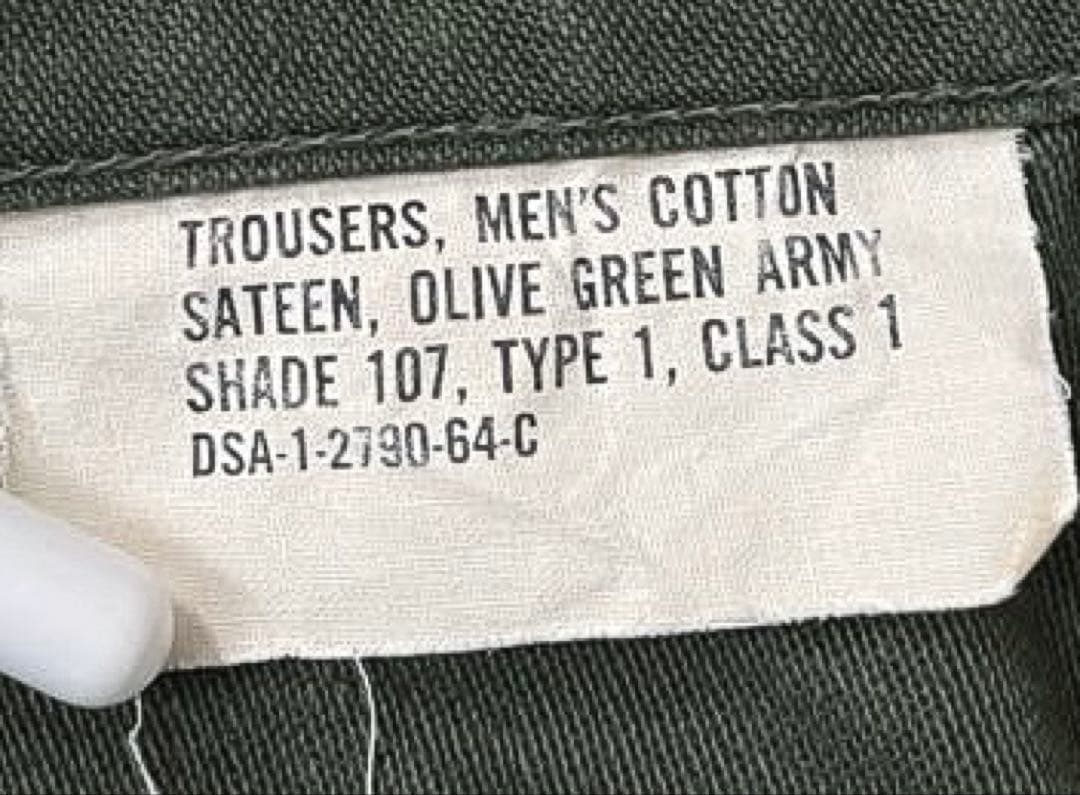 TROUSERS, MEN'S COTTON
SATEEN, OLIVE GREEN ARMY
SHADE 107, TYPE 1, CLASS 1
DSA-1-2790-64-C